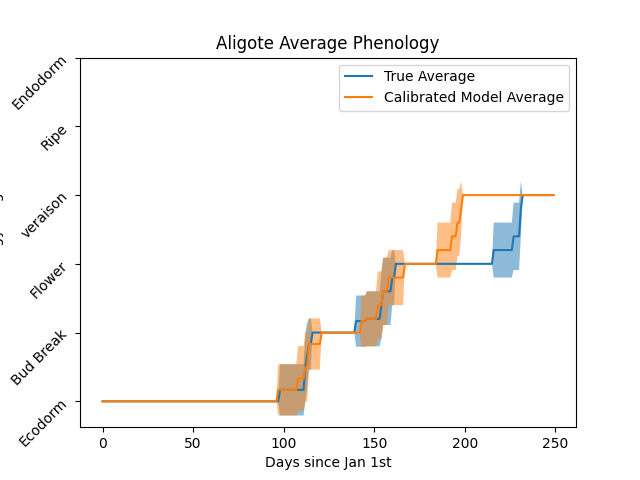 Aligote Average Phenology
True Average
Calibrated Model Average
Endodorm
Ripe
veraison
Flower
Bud Break
Ecodorm
0 50 100 150 200 250
Days since Jan 1st